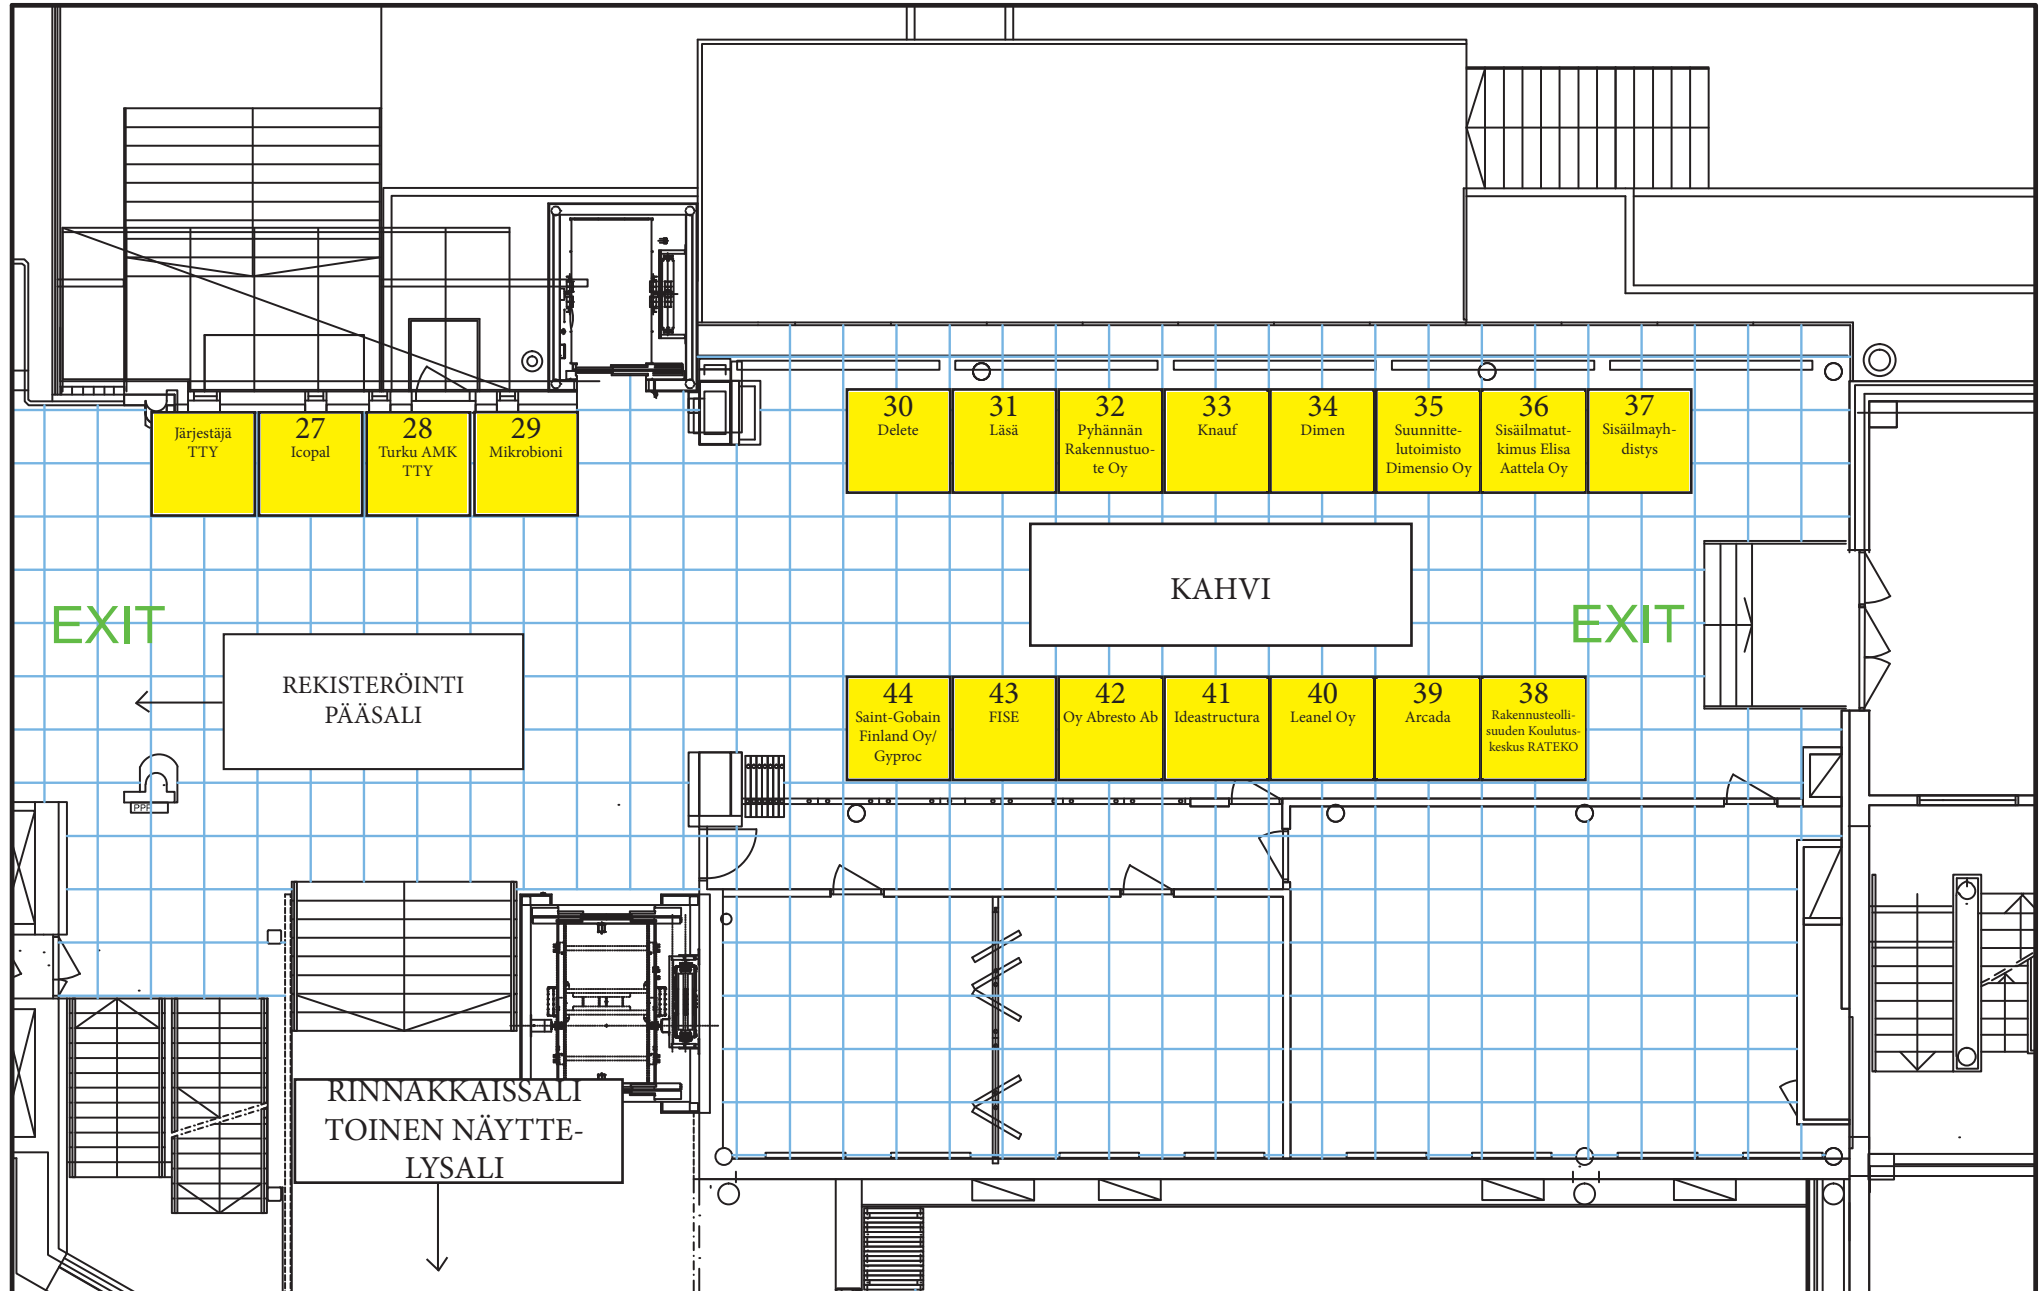 30
Delete
31
Läsä
32
Pyhännän
Rakennustuo-
te Oy
33
Knauf
34
Dimen
35
Suunnitte-
lutoimisto
Dimensio Oy
36
Sisäilmatut-
kimus Elisa
Aattela Oy
37
Sisäilmayh-
distys
Järjestäjä
TTY
27
Icopal
28
Turku AMK
TTY
29
Mikrobioni
KAHVI
EXIT
EXIT
REKISTERÖINTI
PÄÄSALI
44
Saint-Gobain
Finland Oy/
Gyproc
43
FISE
42
Oy Abresto Ab
41
Ideastructura
40
Leanel Oy
39
Arcada
38
Rakennusteolli-
suuden Koulutus-
keskus RATEKO
RINNAKKAISSALI
TOINEN NÄYTTE-
LYSALI